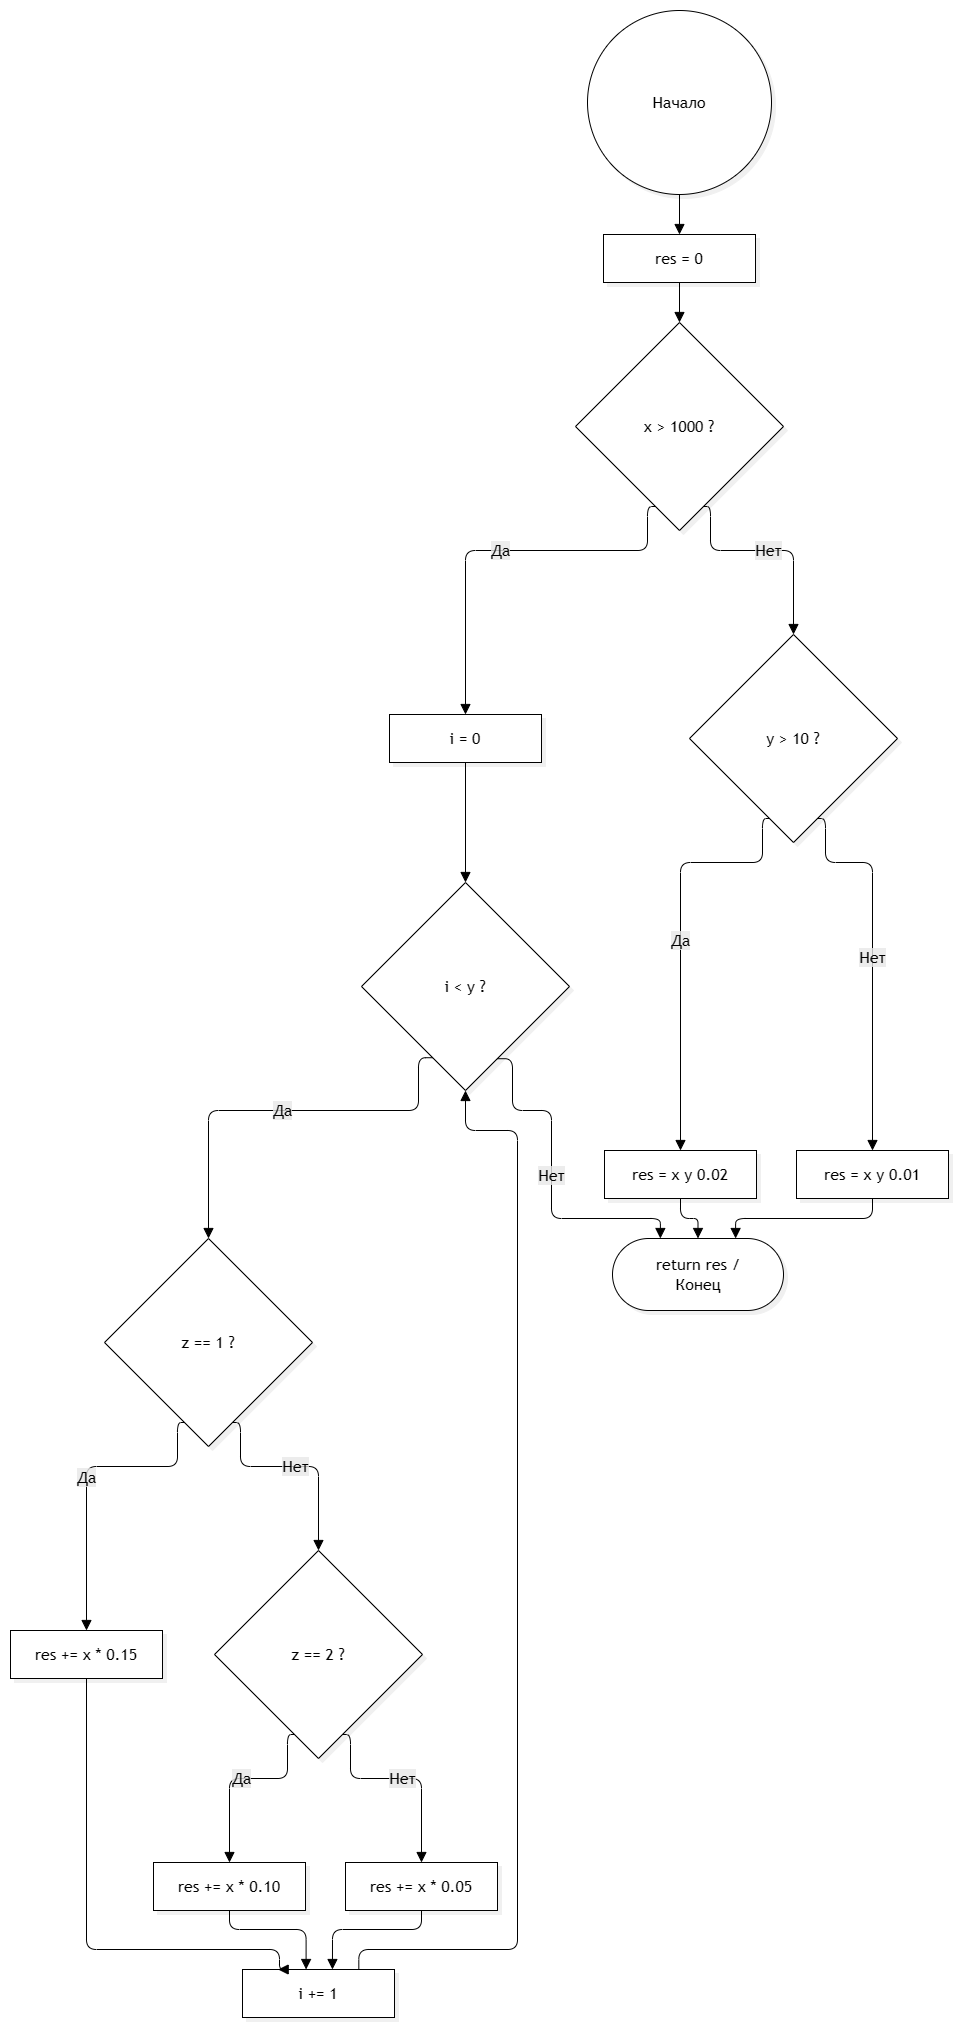 Начало
res = 0
x > 1000 ?
Да
Нет
i = 0
y > 10 ?
Да
Нет
i < y ?
Да
Нет
res = x y 0.02
res = x y 0.01
return res /
Конец
z == 1 ?
Да
Нет
res += x * 0.15
z == 2 ?
Да
Нет
res += x * 0.10
res += x * 0.05
i += 1